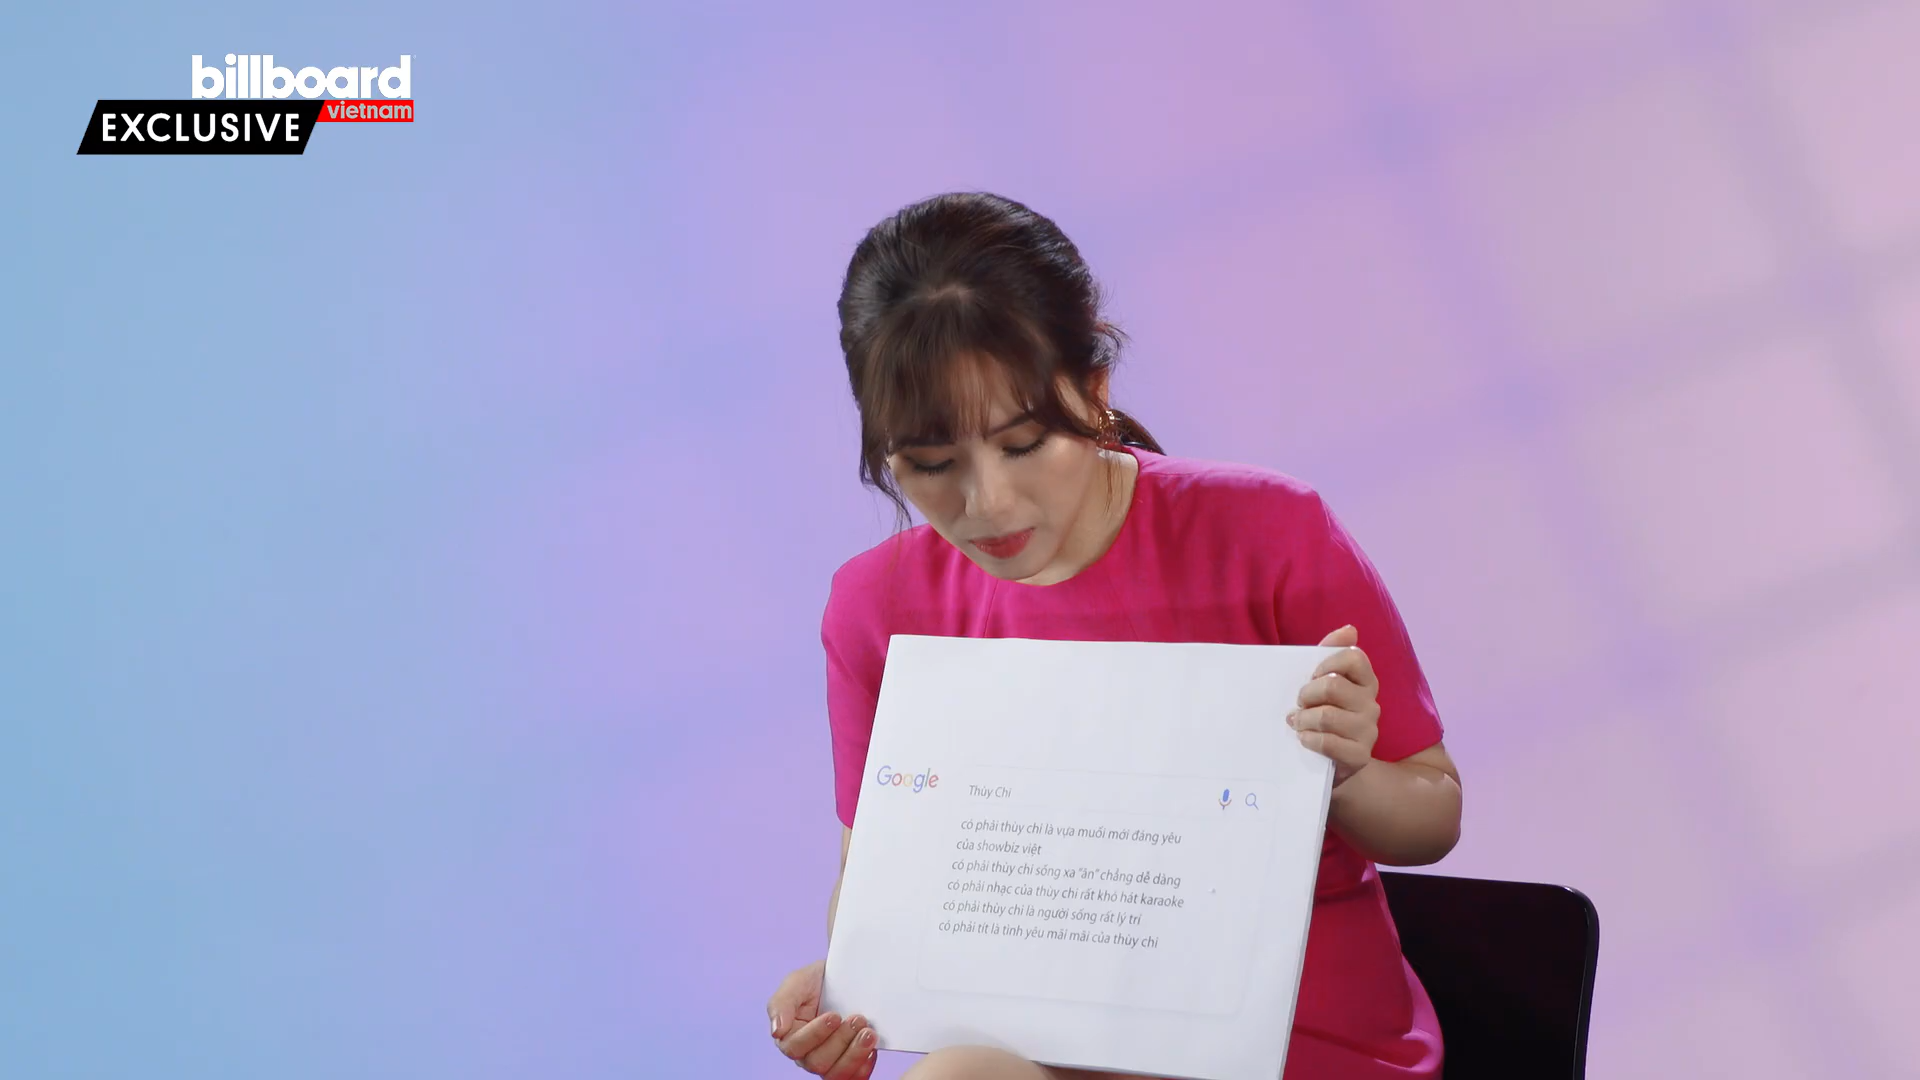 billboard
vietnam
EXCLUSIVE
Google
Thùy Chi
có phải thùy chi là vựa muối mới đáng yêu
của showbiz việt
có phải thùy chi sống xa "ăn" chẳng dễ dàng
có phải nhạc của thùy chi rất khó hát karaoke
có phải thùy chi là người sống rất lý trí
có phải tít là tình yêu mãi mãi của thùy chi